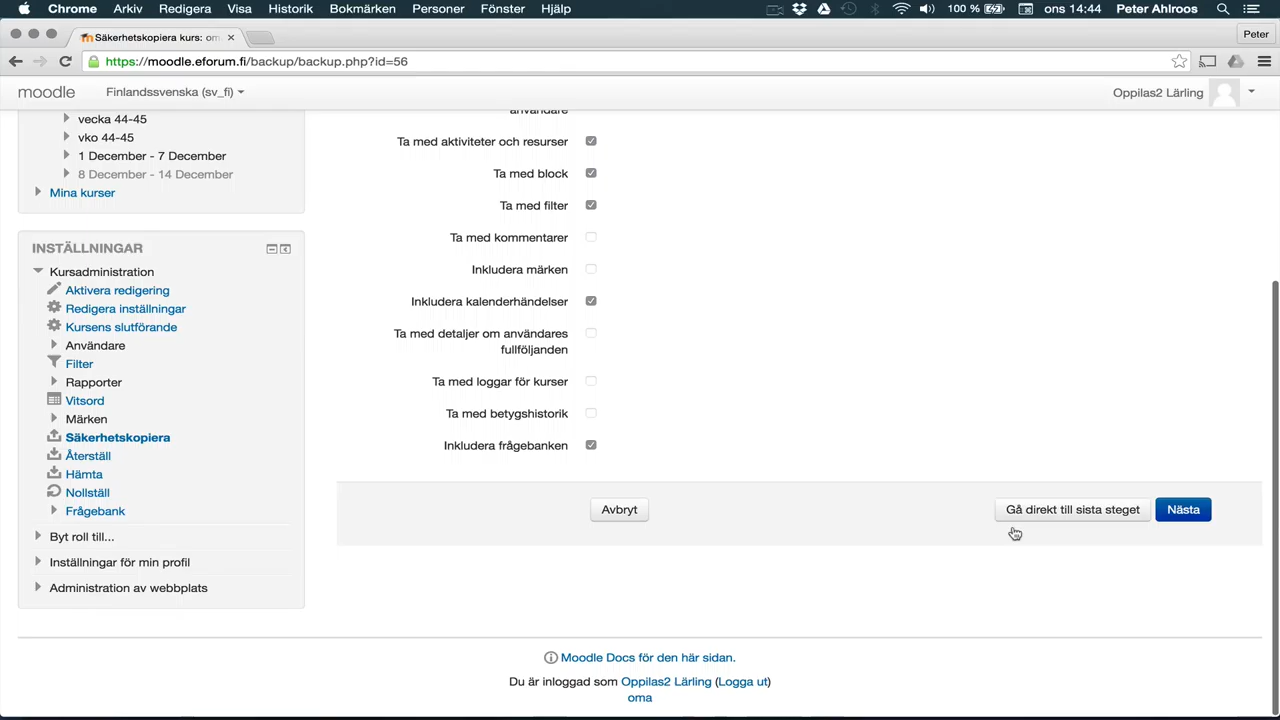 Chrome Arkiv Redigera Visa Historik Bokmärken Personer Fönster Hjälp 100 % ons 14:44 Peter Ahlroos
Säkerhetskopiera kurs: om
Peter
https://moodle.eforum.fi/backup/backup.php?id=56
moodle Finlandssvenska (sv_fi) Oppilas2 Lärling
vecka 44-45
vko 44-45
1 December - 7 December
8 December - 14 December
Mina kurser
INSTÄLLNINGAR
Kursadministration
Aktivera redigering
Redigera inställningar
Kursens slutförande
Användare
Filter
Rapporter
Vitsord
Märken
Säkerhetskopiera
Återställ
Hämta
Nollställ
Frågebank
Byt roll till...
Inställningar för min profil
Administration av webbplats
användare
Ta med aktiviteter och resurser
Ta med block
Ta med filter
Ta med kommentarer
Inkludera märken
Inkludera kalenderhändelser
Ta med detaljer om användares
fullföljanden
Ta med loggar för kurser
Ta med betygshistorik
Inkludera frågebanken
Avbryt Gå direkt till sista steget Nästa
Moodle Docs för den här sidan.
Du är inloggad som Oppilas2 Lärling (Logga ut)
oma